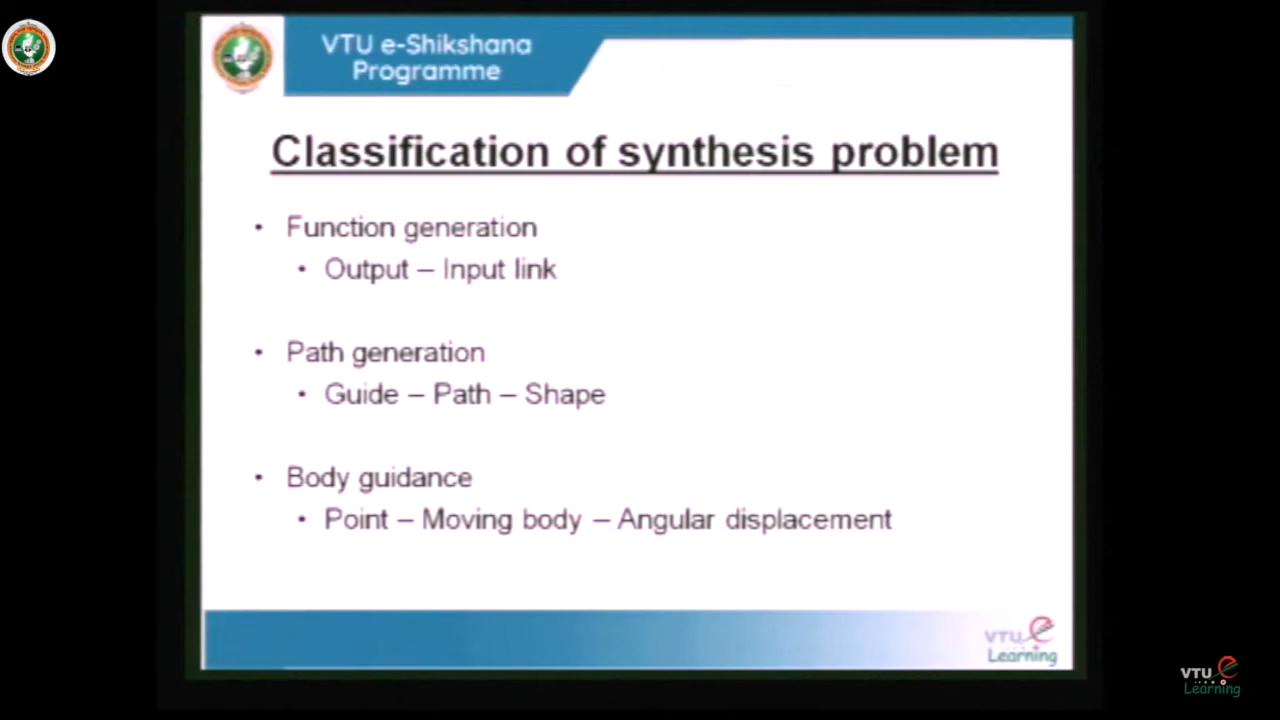 VTU e-Shikshana
Programme
Classification of synthesis problem
• Function generation
• Output – Input link
• Path generation
• Guide – Path – Shape
• Body guidance
• Point – Moving body – Angular displacement
VTU e
Learning
VTU e
Learning